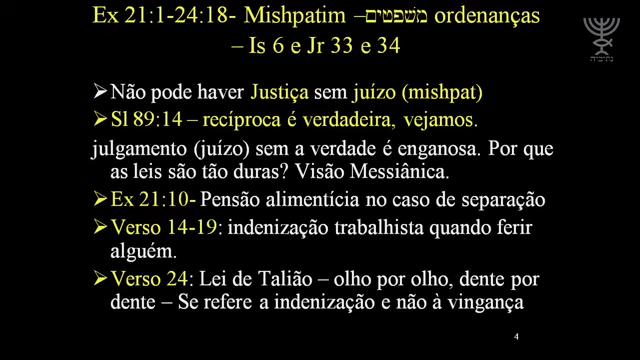 Ex 21:1-24:18- Mishpatim –משׁפטים ordenanças
– Is 6 e Jr 33 e 34
➢Não pode haver Justiça sem juízo (mishpat)
➢Sl 89:14 – recíproca é verdadeira, vejamos.
julgamento (juízo) sem a verdade é enganosa. Por que
as leis são tão duras? Visão Messiânica.
➢Ex 21:10- Pensão alimentícia no caso de separação
➢Verso 14-19: indenização trabalhista quando ferir
alguém.
➢Verso 24: Lei de Talião – olho por olho, dente por
dente – Se refere a indenização e não à vingança
4